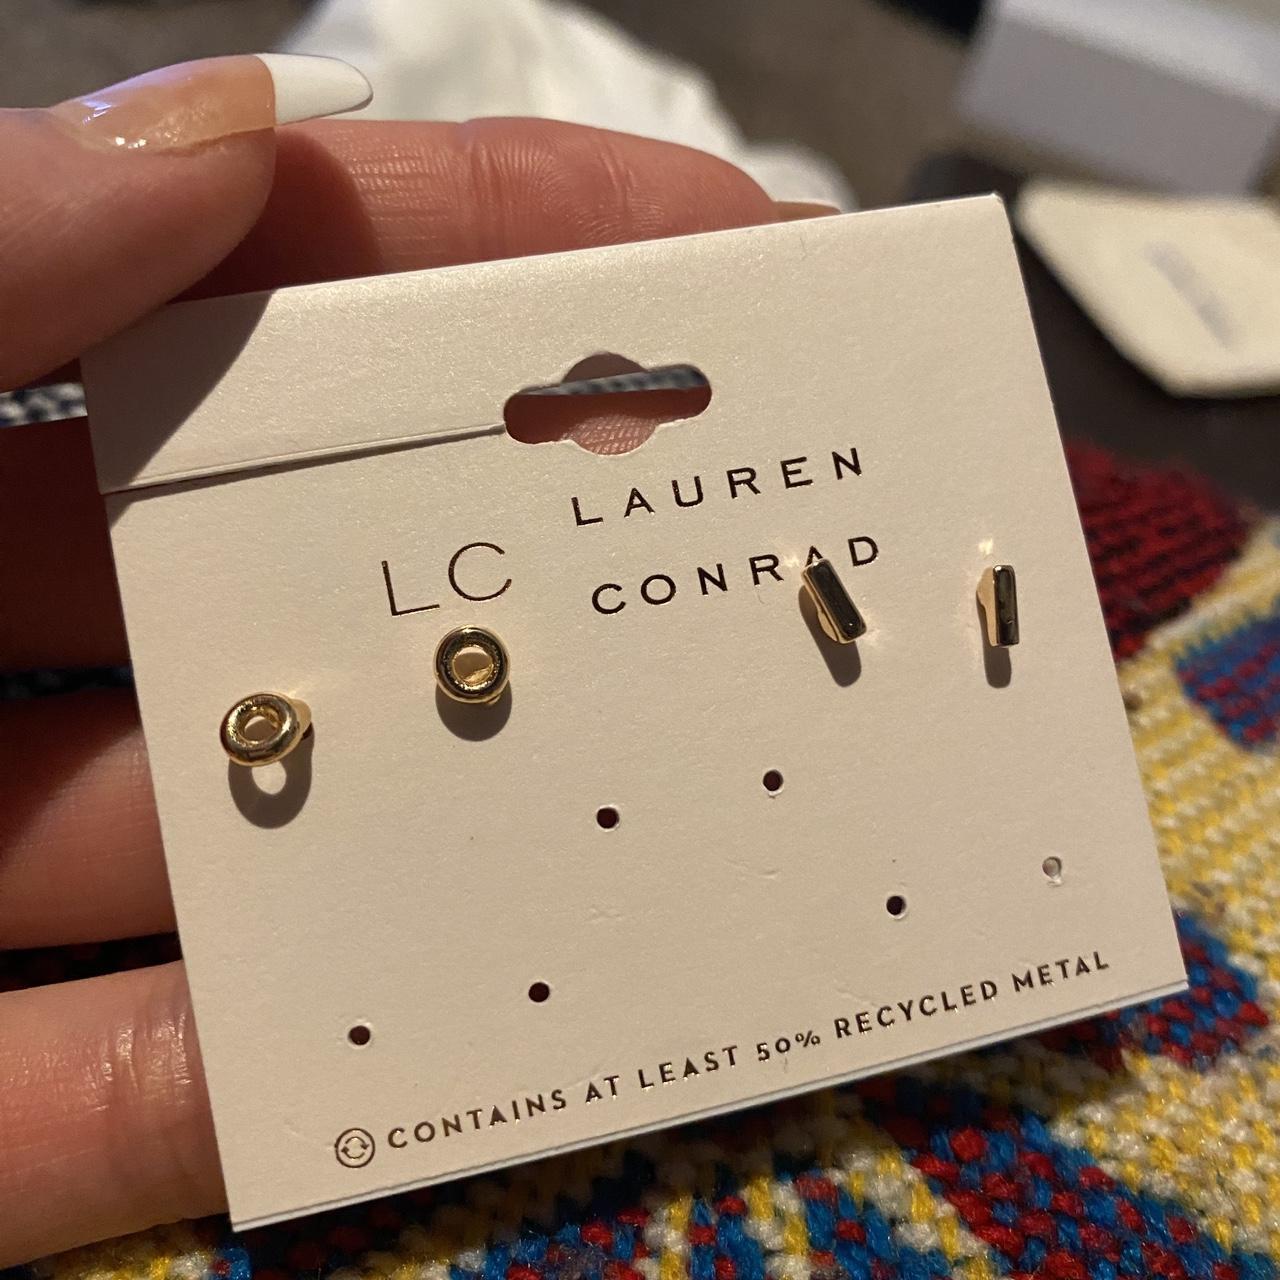 LC
LAUREN
CONRAD
CONTAINS AT LEAST 50% RECYCLED METAL